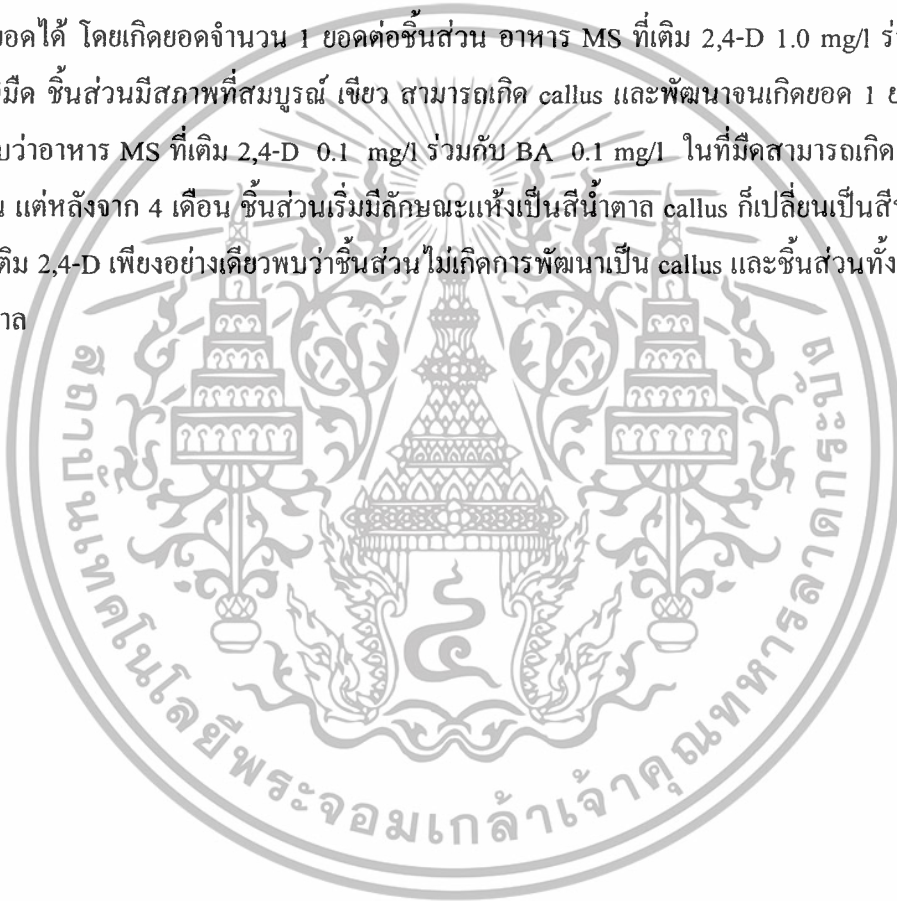 ยอดได้ โดยเกิดยอดจำนวน 1 ยอดต่อชิ้นส่วน อาหาร MS ที่เติม 2,4-D 1.0 mg/l
มืด ชิ้นส่วนมีสภาพที่สมบูรณ์ เขียว สามารถเกิด callus และพัฒนาจนเกิดยอด 1
ว่าอาหาร MS ที่เติม 2,4-D 0.1 mg/l ร่วมกับ BA 0.1 mg/l ในที่มืดสามารถเกิด
แต่หลังจาก 4 เดือน ชิ้นส่วนเริ่มมีลักษณะแห้งเป็นสีน้ำตาล callus ก็เปลี่ยนเป็น
ติม 2,4-D เพียงอย่างเดียวพบว่าชิ้นส่วนไม่เกิดการพัฒนาเป็น callus และชิ้นส่วนทั้ง
าล
สถาบันเทคโนโลยีพระจอมเกล้าเจ้าคุณทหารลาดกระบัง
๔